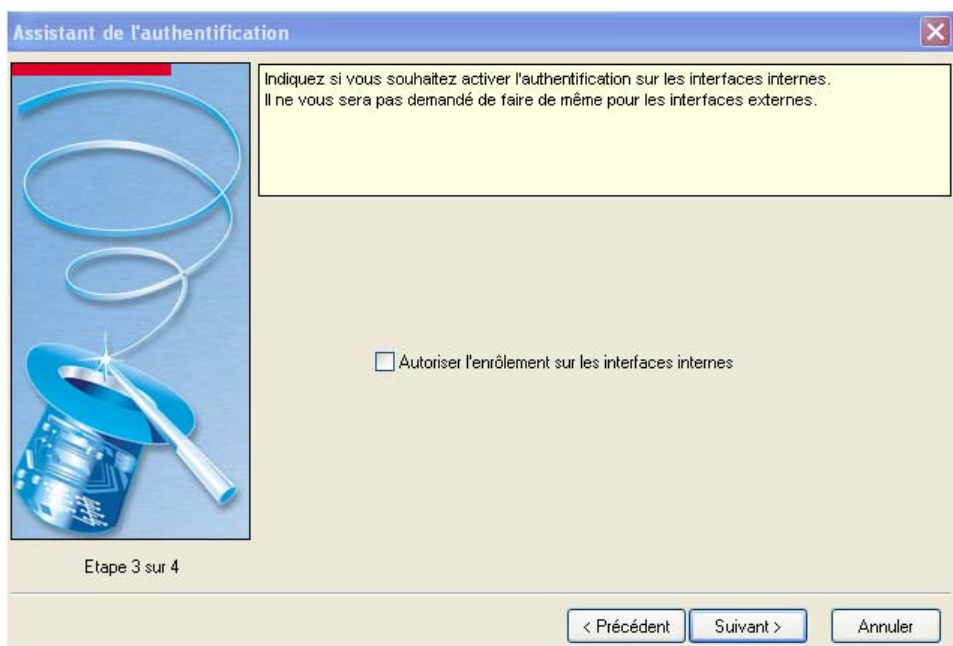 Assistant de l'authentification
Indiquez si vous souhaitez activer l'authentification sur les interfaces internes.
Il ne vous sera pas demandé de faire de même pour les interfaces externes.
Autoriser l'enrôlement sur les interfaces internes
Etape 3 sur 4
< Précédent
Suivant >
Annuler